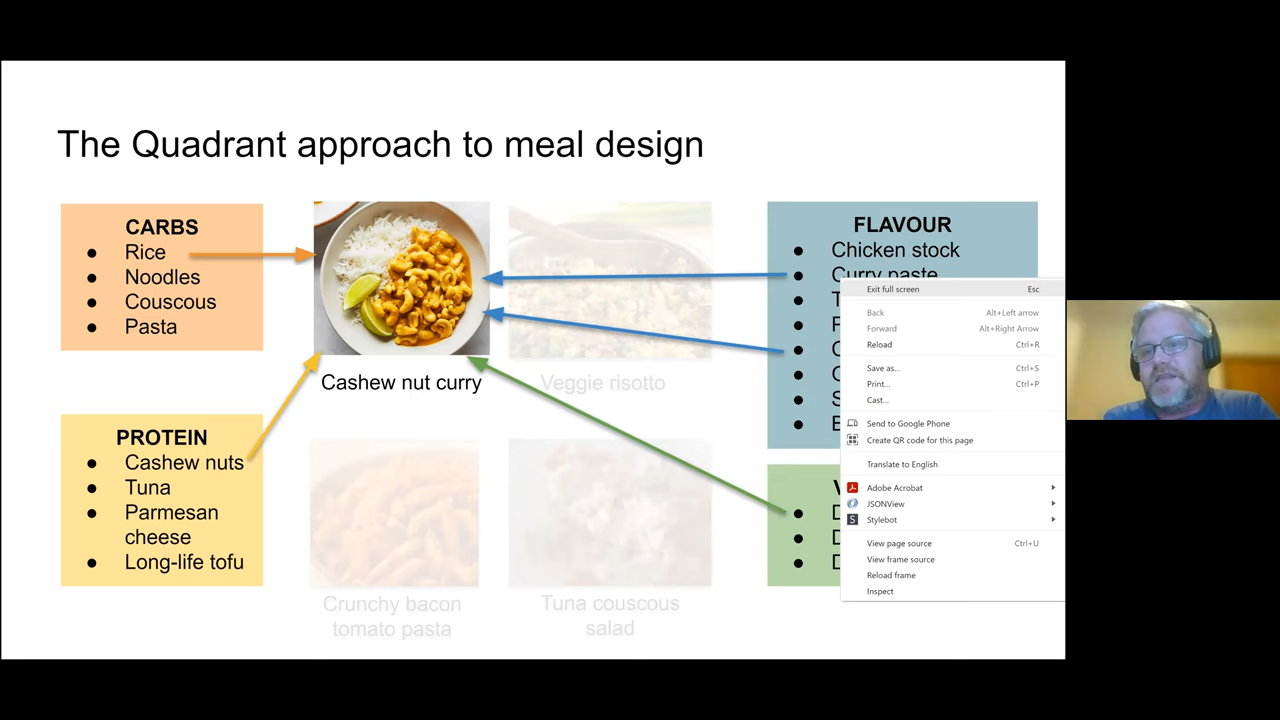 The Quadrant approach to meal design
CARBS
● Rice
● Noodles
● Couscous
● Pasta
PROTEIN
● Cashew nuts
● Tuna
● Parmesan
cheese
● Long-life tofu
Cashew nut curry
Veggie risotto
Crunchy bacon
tomato pasta
Tuna couscous
salad
FLAVOUR
● Chicken stock
● Curry paste
Exit full screen Esc
Back Alt+Left arrow
Forward Alt+Right Arrow
Reload Ctrl+R
Save as... Ctrl+S
Print... Ctrl+P
Cast...
Send to Google Phone
Create QR code for this page
Translate to English
Adobe Acrobat
JSONView
S Stylebot
View page source Ctrl+U
View frame source
Reload frame
Inspect